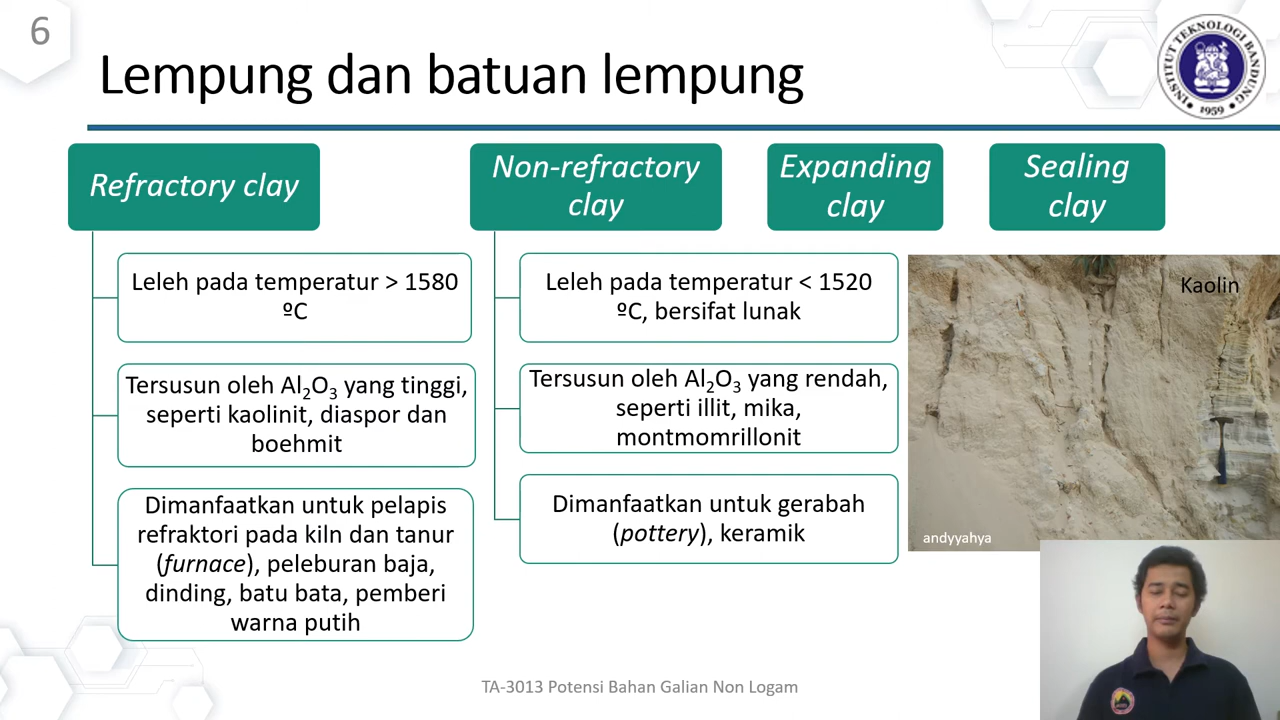 6
Lempung dan batuan lempung
INSTITUT TEKNOLOGI BANDUNG
1959
Refractory clay
Leleh pada temperatur > 1580
ºC
Tersusun oleh Al₂O₃ yang tinggi,
seperti kaolinit, diaspor dan
boehmit
Dimanfaatkan untuk pelapis
refraktori pada kiln dan tanur
(furnace), peleburan baja,
dinding, batu bata, pemberi
warna putih
Non-refractory
clay
Leleh pada temperatur < 1520
ºC, bersifat lunak
Tersusun oleh Al₂O₃ yang rendah,
seperti illit, mika,
montmomrillonit
Dimanfaatkan untuk gerabah
(pottery), keramik
Expanding
clay
Sealing
clay
Kaolin
andyyahya
TA-3013 Potensi Bahan Galian Non Logam